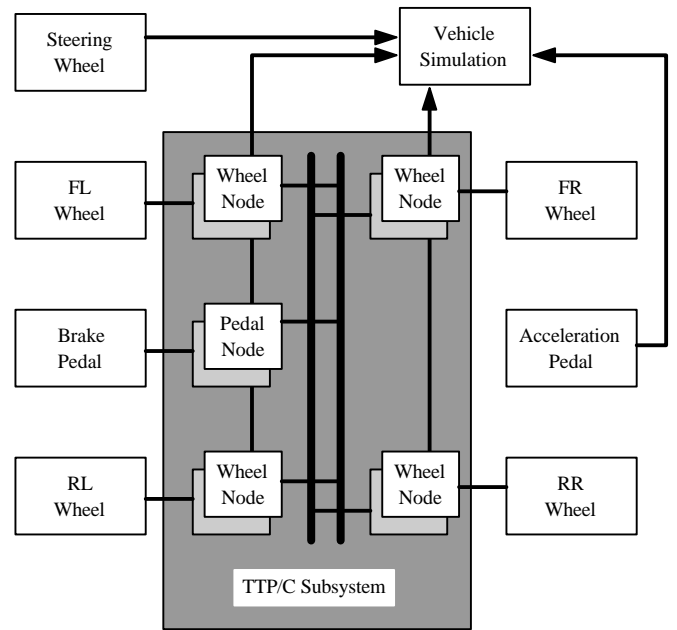 Steering
Wheel
Vehicle
Simulation
FL
Wheel
Wheel
Node
Wheel
Node
FR
Wheel
Brake
Pedal
Pedal
Node
Acceleration
Pedal
RL
Wheel
Wheel
Node
Wheel
Node
RR
Wheel
TTP/C Subsystem